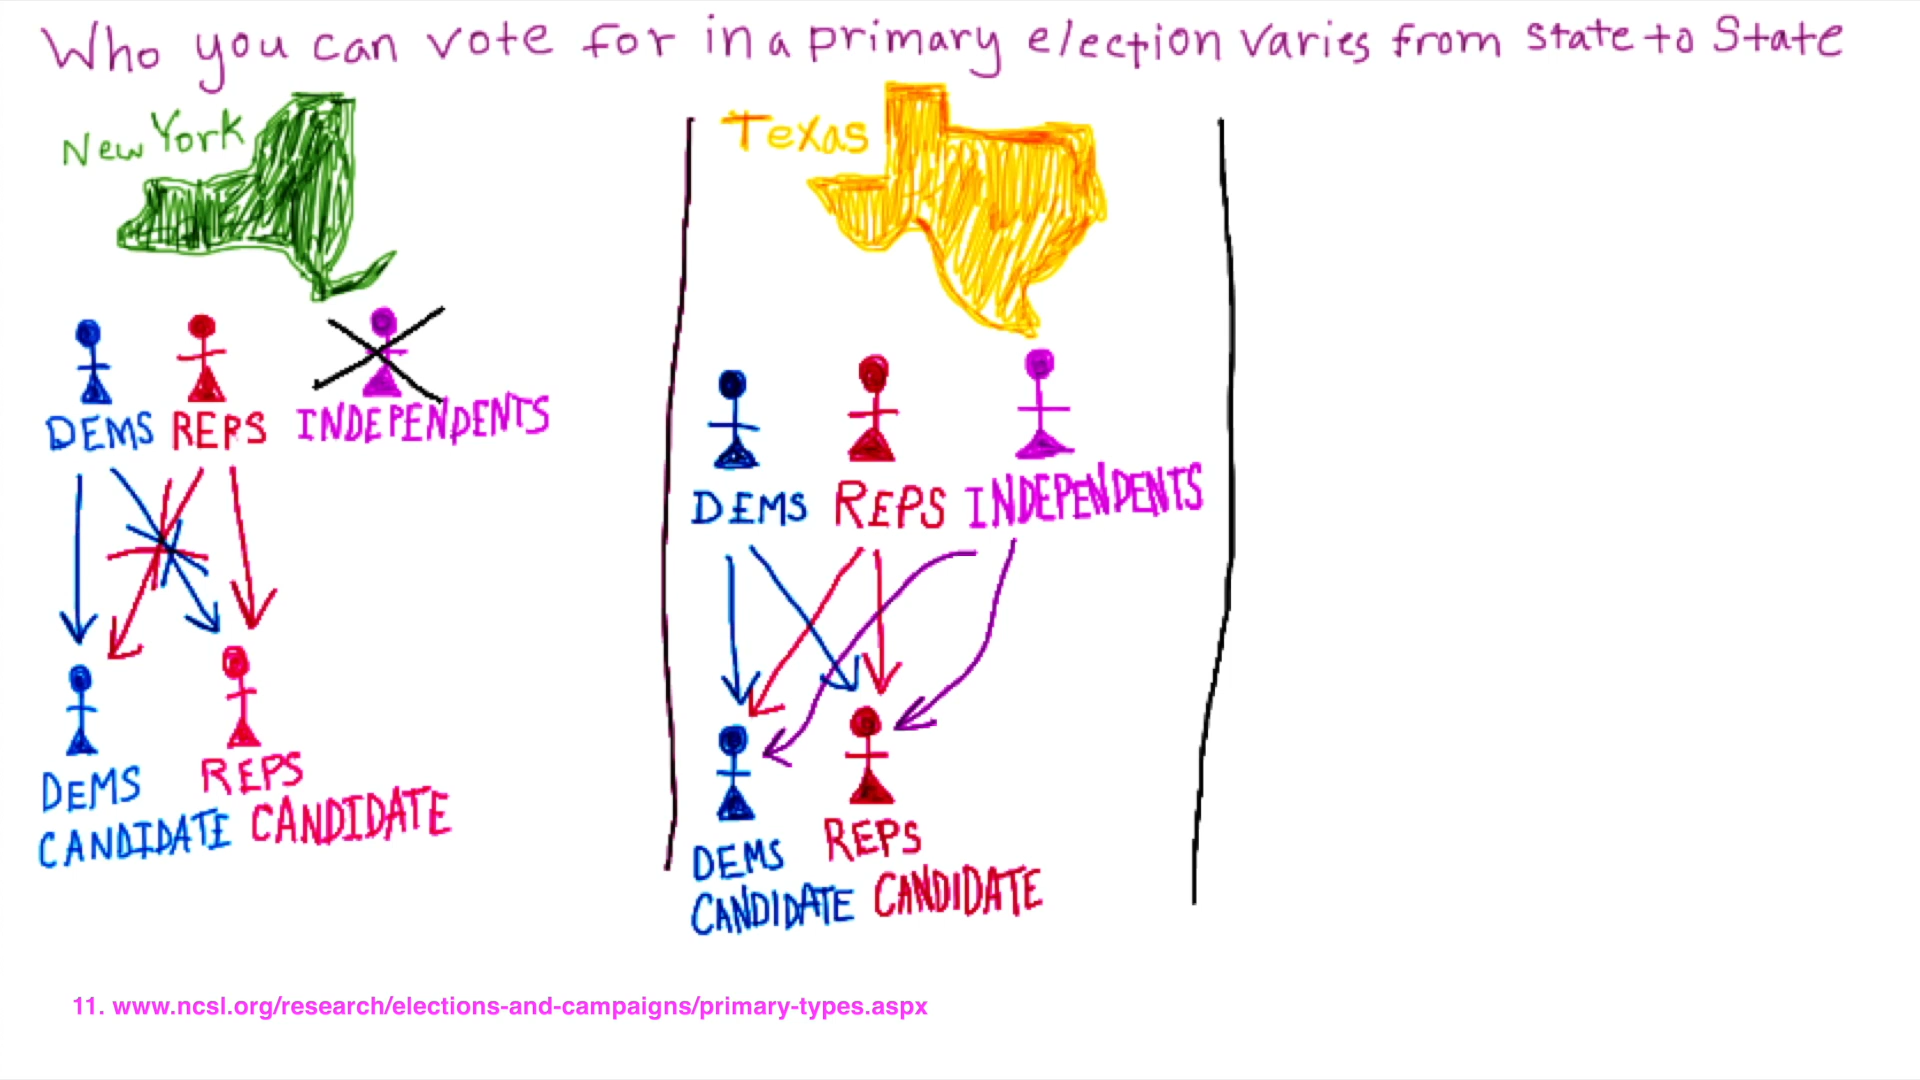 Who you can vote for in a primary election varies from state to State
New York
DEMS REPS INDEPENDENTS
DEMS REPS
CANDIDATE CANDIDATE
Texas
DEMS REPS INDEPENDENTS
DEMS REPS
CANDIDATE CANDIDATE
11. www.ncsl.org/research/elections-and-campaigns/primary-types.aspx